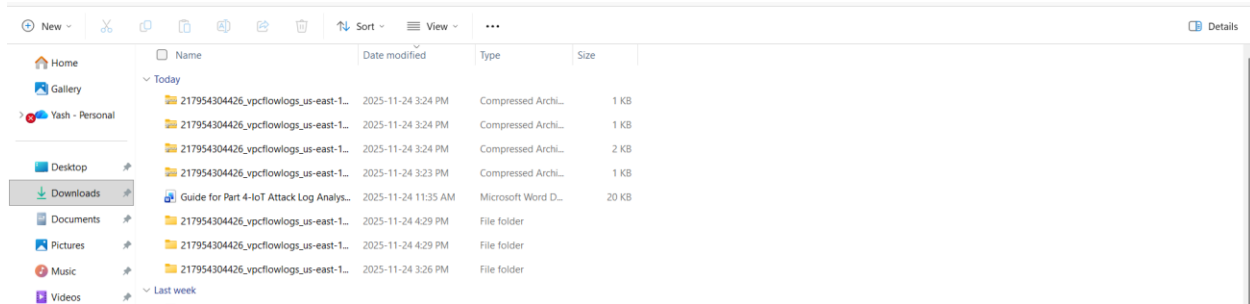 New Sort View ... Details
Name Date modified Type Size
Home
Gallery
Yash - Personal
Desktop
Downloads
Documents
Pictures
Music
Videos
Today
217954304426_vpcflowlogs_us-east-1... 2025-11-24 3:24 PM Compressed Archi... 1 KB
217954304426_vpcflowlogs_us-east-1... 2025-11-24 3:24 PM Compressed Archi... 1 KB
217954304426_vpcflowlogs_us-east-1... 2025-11-24 3:24 PM Compressed Archi... 2 KB
217954304426_vpcflowlogs_us-east-1... 2025-11-24 3:23 PM Compressed Archi... 1 KB
Guide for Part 4-IoT Attack Log Analys... 2025-11-24 11:35 AM Microsoft Word D... 20 KB
217954304426_vpcflowlogs_us-east-1... 2025-11-24 4:29 PM File folder
217954304426_vpcflowlogs_us-east-1... 2025-11-24 4:29 PM File folder
217954304426_vpcflowlogs_us-east-1... 2025-11-24 3:26 PM File folder
Last week